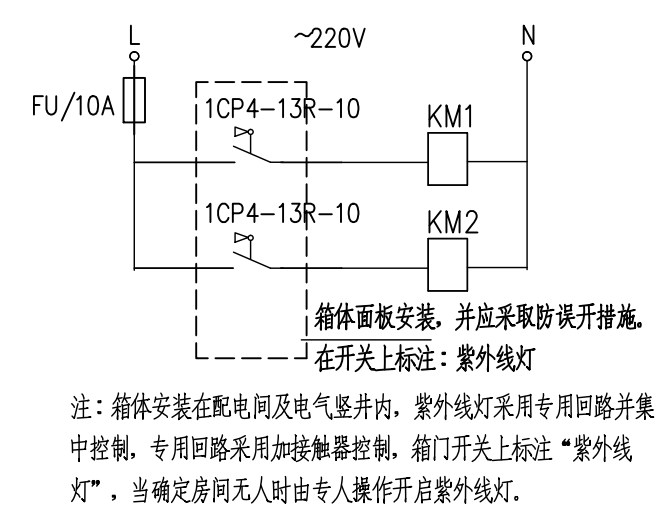 L ~220V N
FU/10A
1CP4-13R-10 KM1
1CP4-13R-10 KM2
箱体面板安装，并应采取防误开措施。
在开关上标注：紫外线灯
注：箱体安装在配电间及电气竖井内，紫外线灯采用专用回路并集
中控制，专用回路采用加接触器控制，箱门开关上标注“紫外线
灯”，当确定房间无人时由专人操作开启紫外线灯。